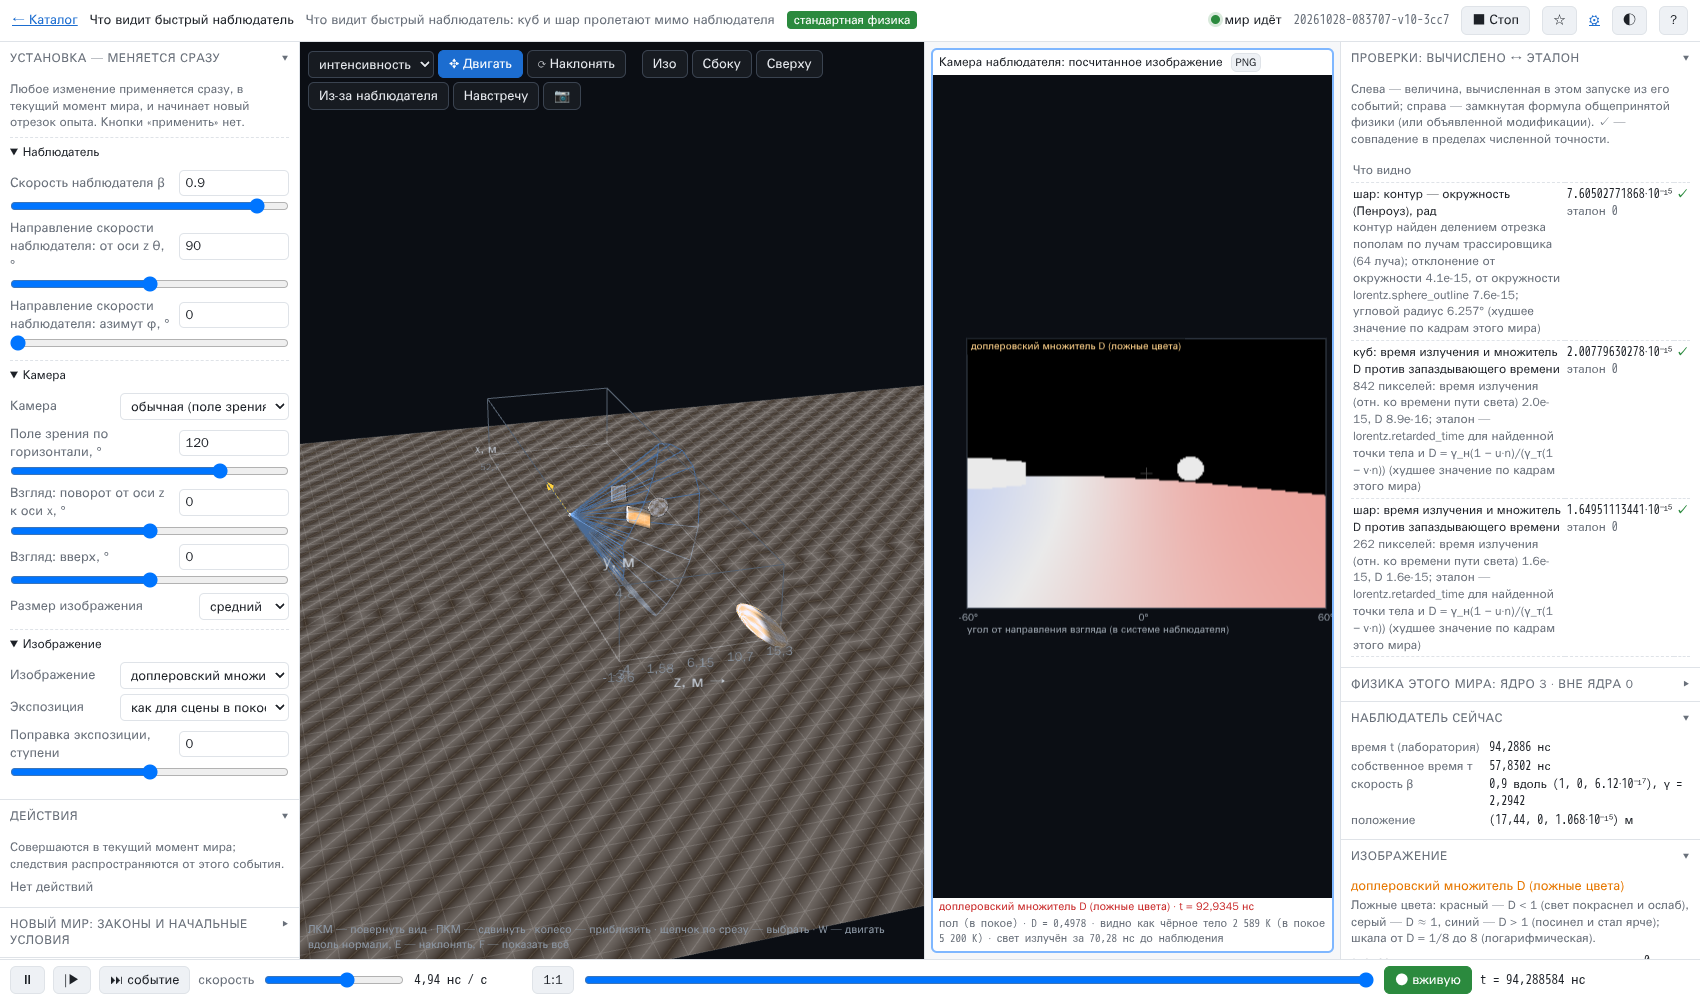 ← Каталог Что видит быстрый наблюдатель Что видит быстрый наблюдатель: куб и шар пролетают мимо наблюдателя стандартная физика мир идёт 20261028-083707-v10-3cc7 Стоп ?
УСТАНОВКА — МЕНЯЕТСЯ СРАЗУ
Любое изменение применяется сразу, в
текущий момент мира, и начинает новый
отрезок опыта. Кнопки «применить» нет.
Наблюдатель
Скорость наблюдателя β 0.9
Направление скорости
наблюдателя: от оси z θ, 90
°
Направление скорости
наблюдателя: азимут φ, ° 0
Камера
Камера обычная (поле зрения
Поле зрения по
горизонтали, ° 120
Взгляд: поворот от оси z
к оси x, ° 0
Взгляд: вверх, ° 0
Размер изображения средний
Изображение
Изображение доплеровский множи
Экспозиция как для сцены в покое
Поправка экспозиции,
ступени 0
ДЕЙСТВИЯ
Совершаются в текущий момент мира;
следствия распространяются от этого события.
Нет действий
НОВЫЙ МИР: ЗАКОНЫ И НАЧАЛЬНЫЕ
УСЛОВИЯ
интенсивность Двигать Наклонять Изо Сбоку Сверху
Из-за наблюдателя Навстречу
x, м
y, м
1,58 6,15 10,7
z, м →
ЛКМ — повернуть вид · ПКМ — сдвинуть · колесо — приблизить · щелчок по срезу — выбрать · W — двигать
вдоль нормали, E — наклонять, F — показать всё
Камера наблюдателя: посчитанное изображение PNG
доплеровский множитель D (ложные цвета)
-60° 0° 60°
угол от направления взгляда (в системе наблюдателя)
доплеровский множитель D (ложные цвета) · t = 92,9345 нс
пол (в покое) · D = 0,4978 · видно как чёрное тело 2 589 K (в покое
5 200 K) · свет излучён за 70,28 нс до наблюдения
ПРОВЕРКИ: ВЫЧИСЛЕНО ↔ ЭТАЛОН
Слева — величина, вычисленная в этом запуске из его
событий; справа — замкнутая формула общепринятой
физики (или объявленной модификации). ✓ —
совпадение в пределах численной точности.
Что видно
шар: контур — окружность 7.60502771868·10⁻¹⁵ ✓
(Пенроуз), рад эталон 0
контур найден делением отрезка
пополам по лучам трассировщика
(64 луча); отклонение от
окружности 4.1e-15, от окружности
lorentz.sphere_outline 7.6e-15;
угловой радиус 6.257° (худшее
значение по кадрам этого мира)
куб: время излучения и множитель 2.00779630278·10⁻¹⁵ ✓
D против запаздывающего времени эталон 0
842 пикселей: время излучения
(отн. ко времени пути света) 2.0e-
15, D 8.9e-16; эталон —
lorentz.retarded_time для найденной
точки тела и D = γ_н(1 − u·n)/(γ_т(1
− v·n)) (худшее значение по кадрам
этого мира)
шар: время излучения и множитель 1.64951113441·10⁻¹⁵ ✓
D против запаздывающего времени эталон 0
262 пикселей: время излучения
(отн. ко времени пути света) 1.6e-
15, D 1.6e-15; эталон —
lorentz.retarded_time для найденной
точки тела и D = γ_н(1 − u·n)/(γ_т(1
− v·n)) (худшее значение по кадрам
этого мира)
ФИЗИКА ЭТОГО МИРА: ЯДРО 3 · ВНЕ ЯДРА 0
НАБЛЮДАТЕЛЬ СЕЙЧАС
время t (лаборатория) 94,2886 нс
собственное время τ 57,8302 нс
скорость β 0,9 вдоль (1, 0, 6.12·10⁻¹⁷), γ =
2,2942
положение (17,44, 0, 1.068·10⁻¹⁵) м
ИЗОБРАЖЕНИЕ
доплеровский множитель D (ложные цвета)
Ложные цвета: красный — D < 1 (свет покраснел и ослаб),
серый — D ≈ 1, синий — D > 1 (посинел и стал ярче);
шкала от D = 1/8 до 8 (логарифмическая).
событие скорость 4,94 нс / с 1:1 вживую t = 94,288584 нс